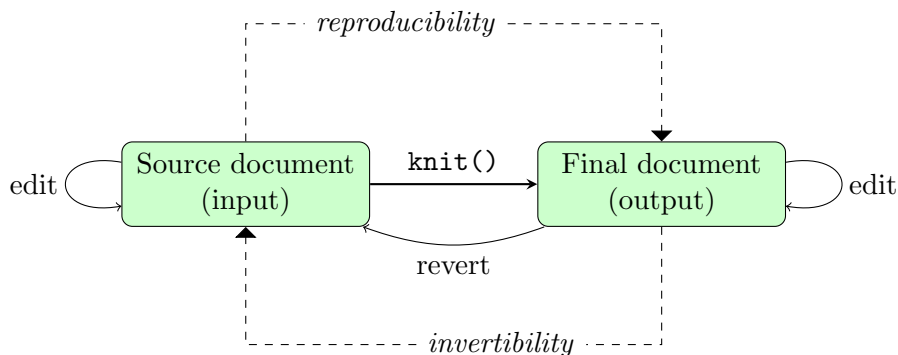 reproducibility
Source document
(input)
knit()
Final document
(output)
edit
edit
revert
invertibility